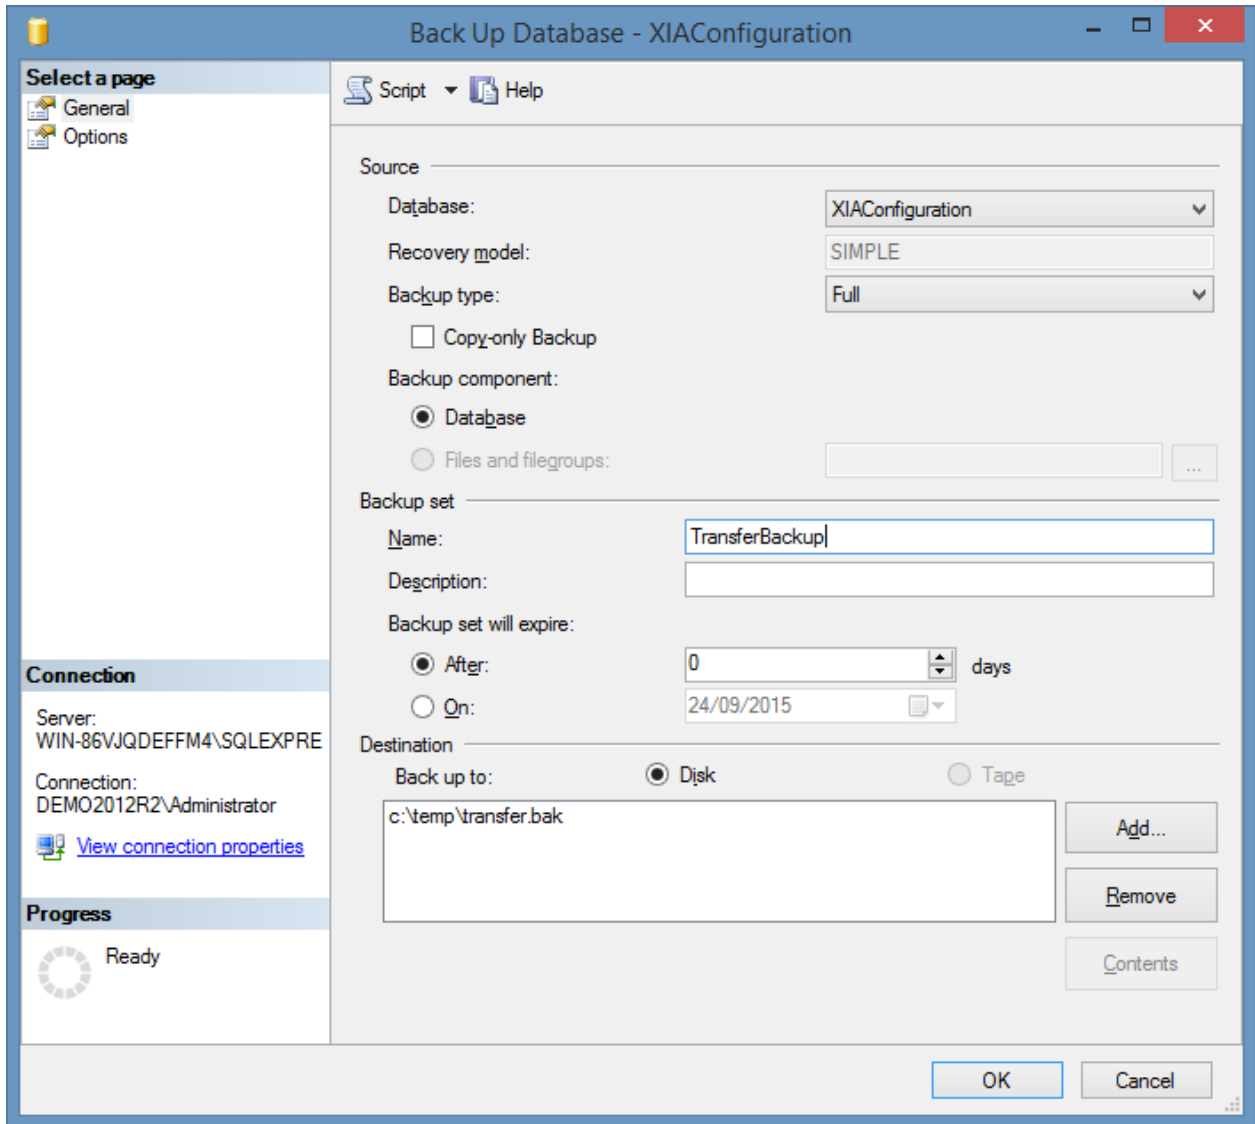 Back Up Database - XIAConfiguration
Select a page
General
Options
Script
Help
Source
Database:
XIAConfiguration
Recovery model:
SIMPLE
Backup type:
Full
Copy-only Backup
Backup component:
Database
Files and filegroups:
...
Backup set
Name:
TransferBackup
Description:
Backup set will expire:
After:
0
days
On:
24/09/2015
Destination
Back up to:
Disk
Tape
c:\temp\transfer.bak
Add...
Remove
Contents
Connection
Server:
WIN-86VJQDEFFM4\SQLEXPRE
Connection:
DEMO2012R2\Administrator
View connection properties
Progress
Ready
OK
Cancel